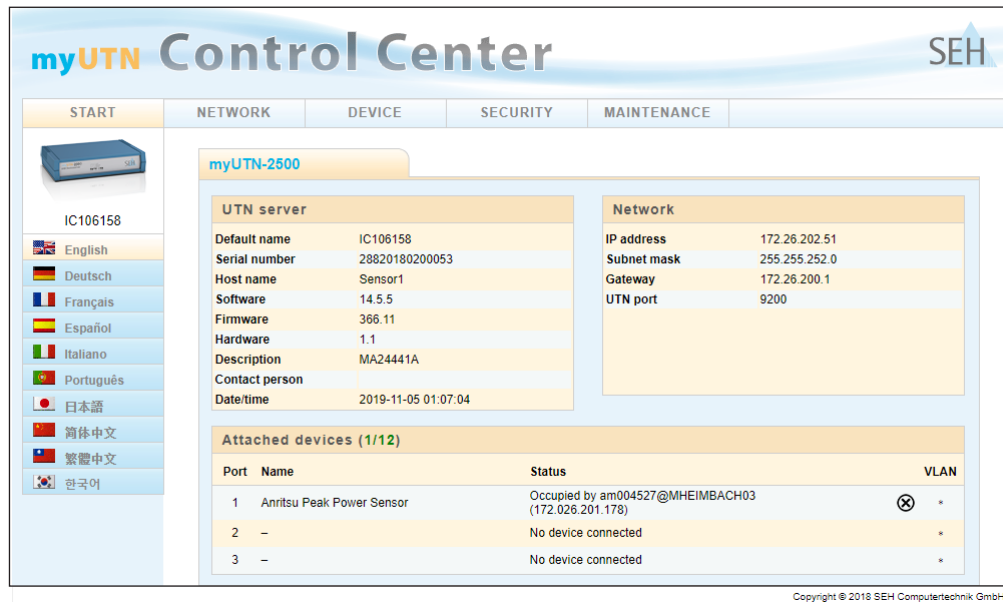 myUTN Control Center
SEH
START NETWORK DEVICE SECURITY MAINTENANCE
IC106158
English
Deutsch
Français
Español
Italiano
Português
日本語
简体中文
繁體中文
한국어
myUTN-2500
UTN server
Default name IC106158
Serial number 28820180200053
Host name Sensor1
Software 14.5.5
Firmware 366.11
Hardware 1.1
Description MA24441A
Contact person
Date/time 2019-11-05 01:07:04
Network
IP address 172.26.202.51
Subnet mask 255.255.252.0
Gateway 172.26.200.1
UTN port 9200
Attached devices (1/12)
Port Name Status VLAN
1 Anritsu Peak Power Sensor Occupied by am004527@MHEIMBACH03 *
(172.026.201.178)
2 – No device connected *
3 – No device connected *
Copyright © 2018 SEH Computertechnik GmbH